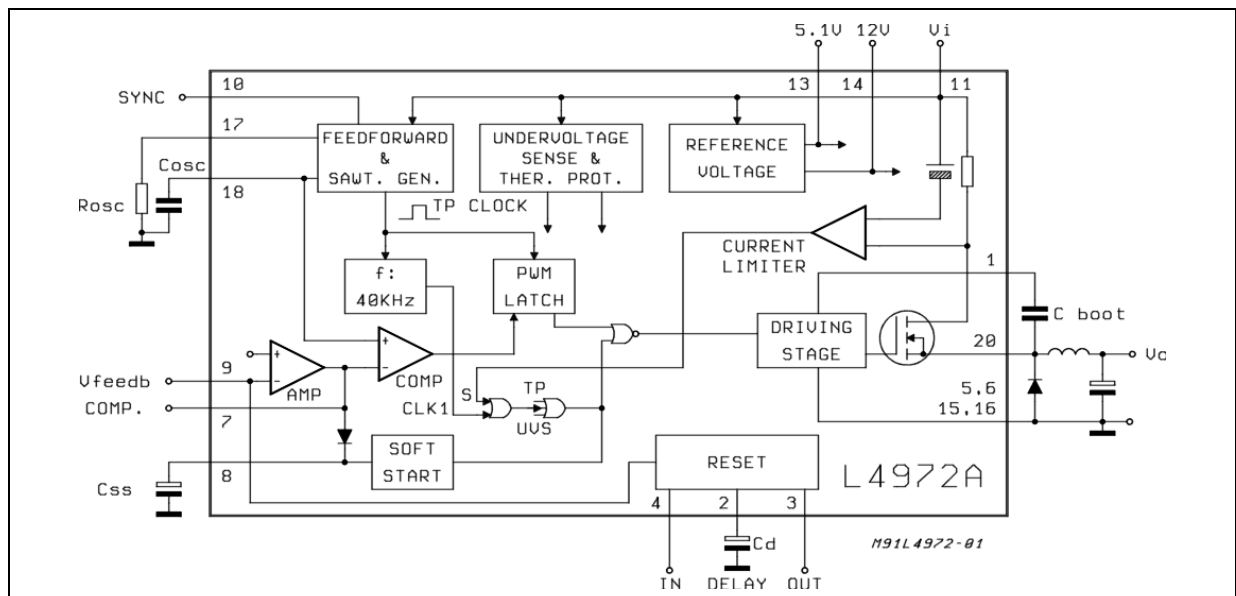 5.1V 12V Vi
10 13 14 11
SYNC
17
FEEDFORWARD
&
SAWT. GEN.
UNDERVOLTAGE
SENSE &
THER. PROT.
REFERENCE
VOLTAGE
Cosc
18
Rosc
TP CLOCK
CURRENT
LIMITER
1
f:
40KHz
PWM
LATCH
C boot
DRIVING
STAGE
20
+
-
AMP
+
-
COMP
Vo
9
Vfeedb
COMP.
7
S
CLK1
TP
UVS
5,6
15,16
SOFT
START
8
Css
RESET
L4972A
4 2 3
Cd
M91L4972-01
IN DELAY OUT